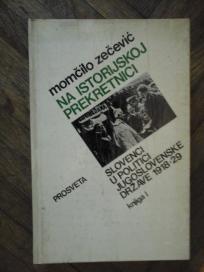 momčilo zečević
NA ISTORIJSKOJ
PREKRETNICI
SLOVENCI
U POLITICI
JUGOSLOVENSKE
DRŽAVE 1918-29
knjiga I
PROSVETA